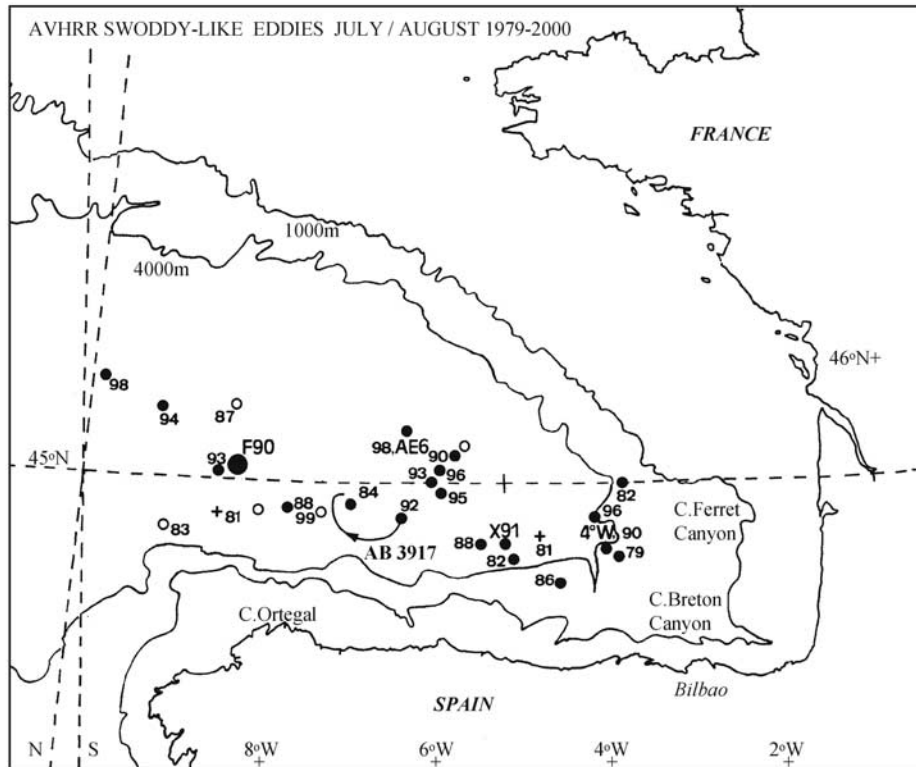 AVHRR SWODDY-LIKE EDDIES JULY / AUGUST 1979-2000
FRANCE
1000m
4000m
46°N+
98
94
87
F90
98,AE6
90
45°N
93
93
96
95
82
84
88
99
92
96
C.Ferret
Canyon
83
+81
AB 3917
X91
88
82
+
81
4°W,
90
79
86
C.Breton
Canyon
C.Ortegal
Bilbao
SPAIN
N
S
8°W
6°W
4°W
2°W